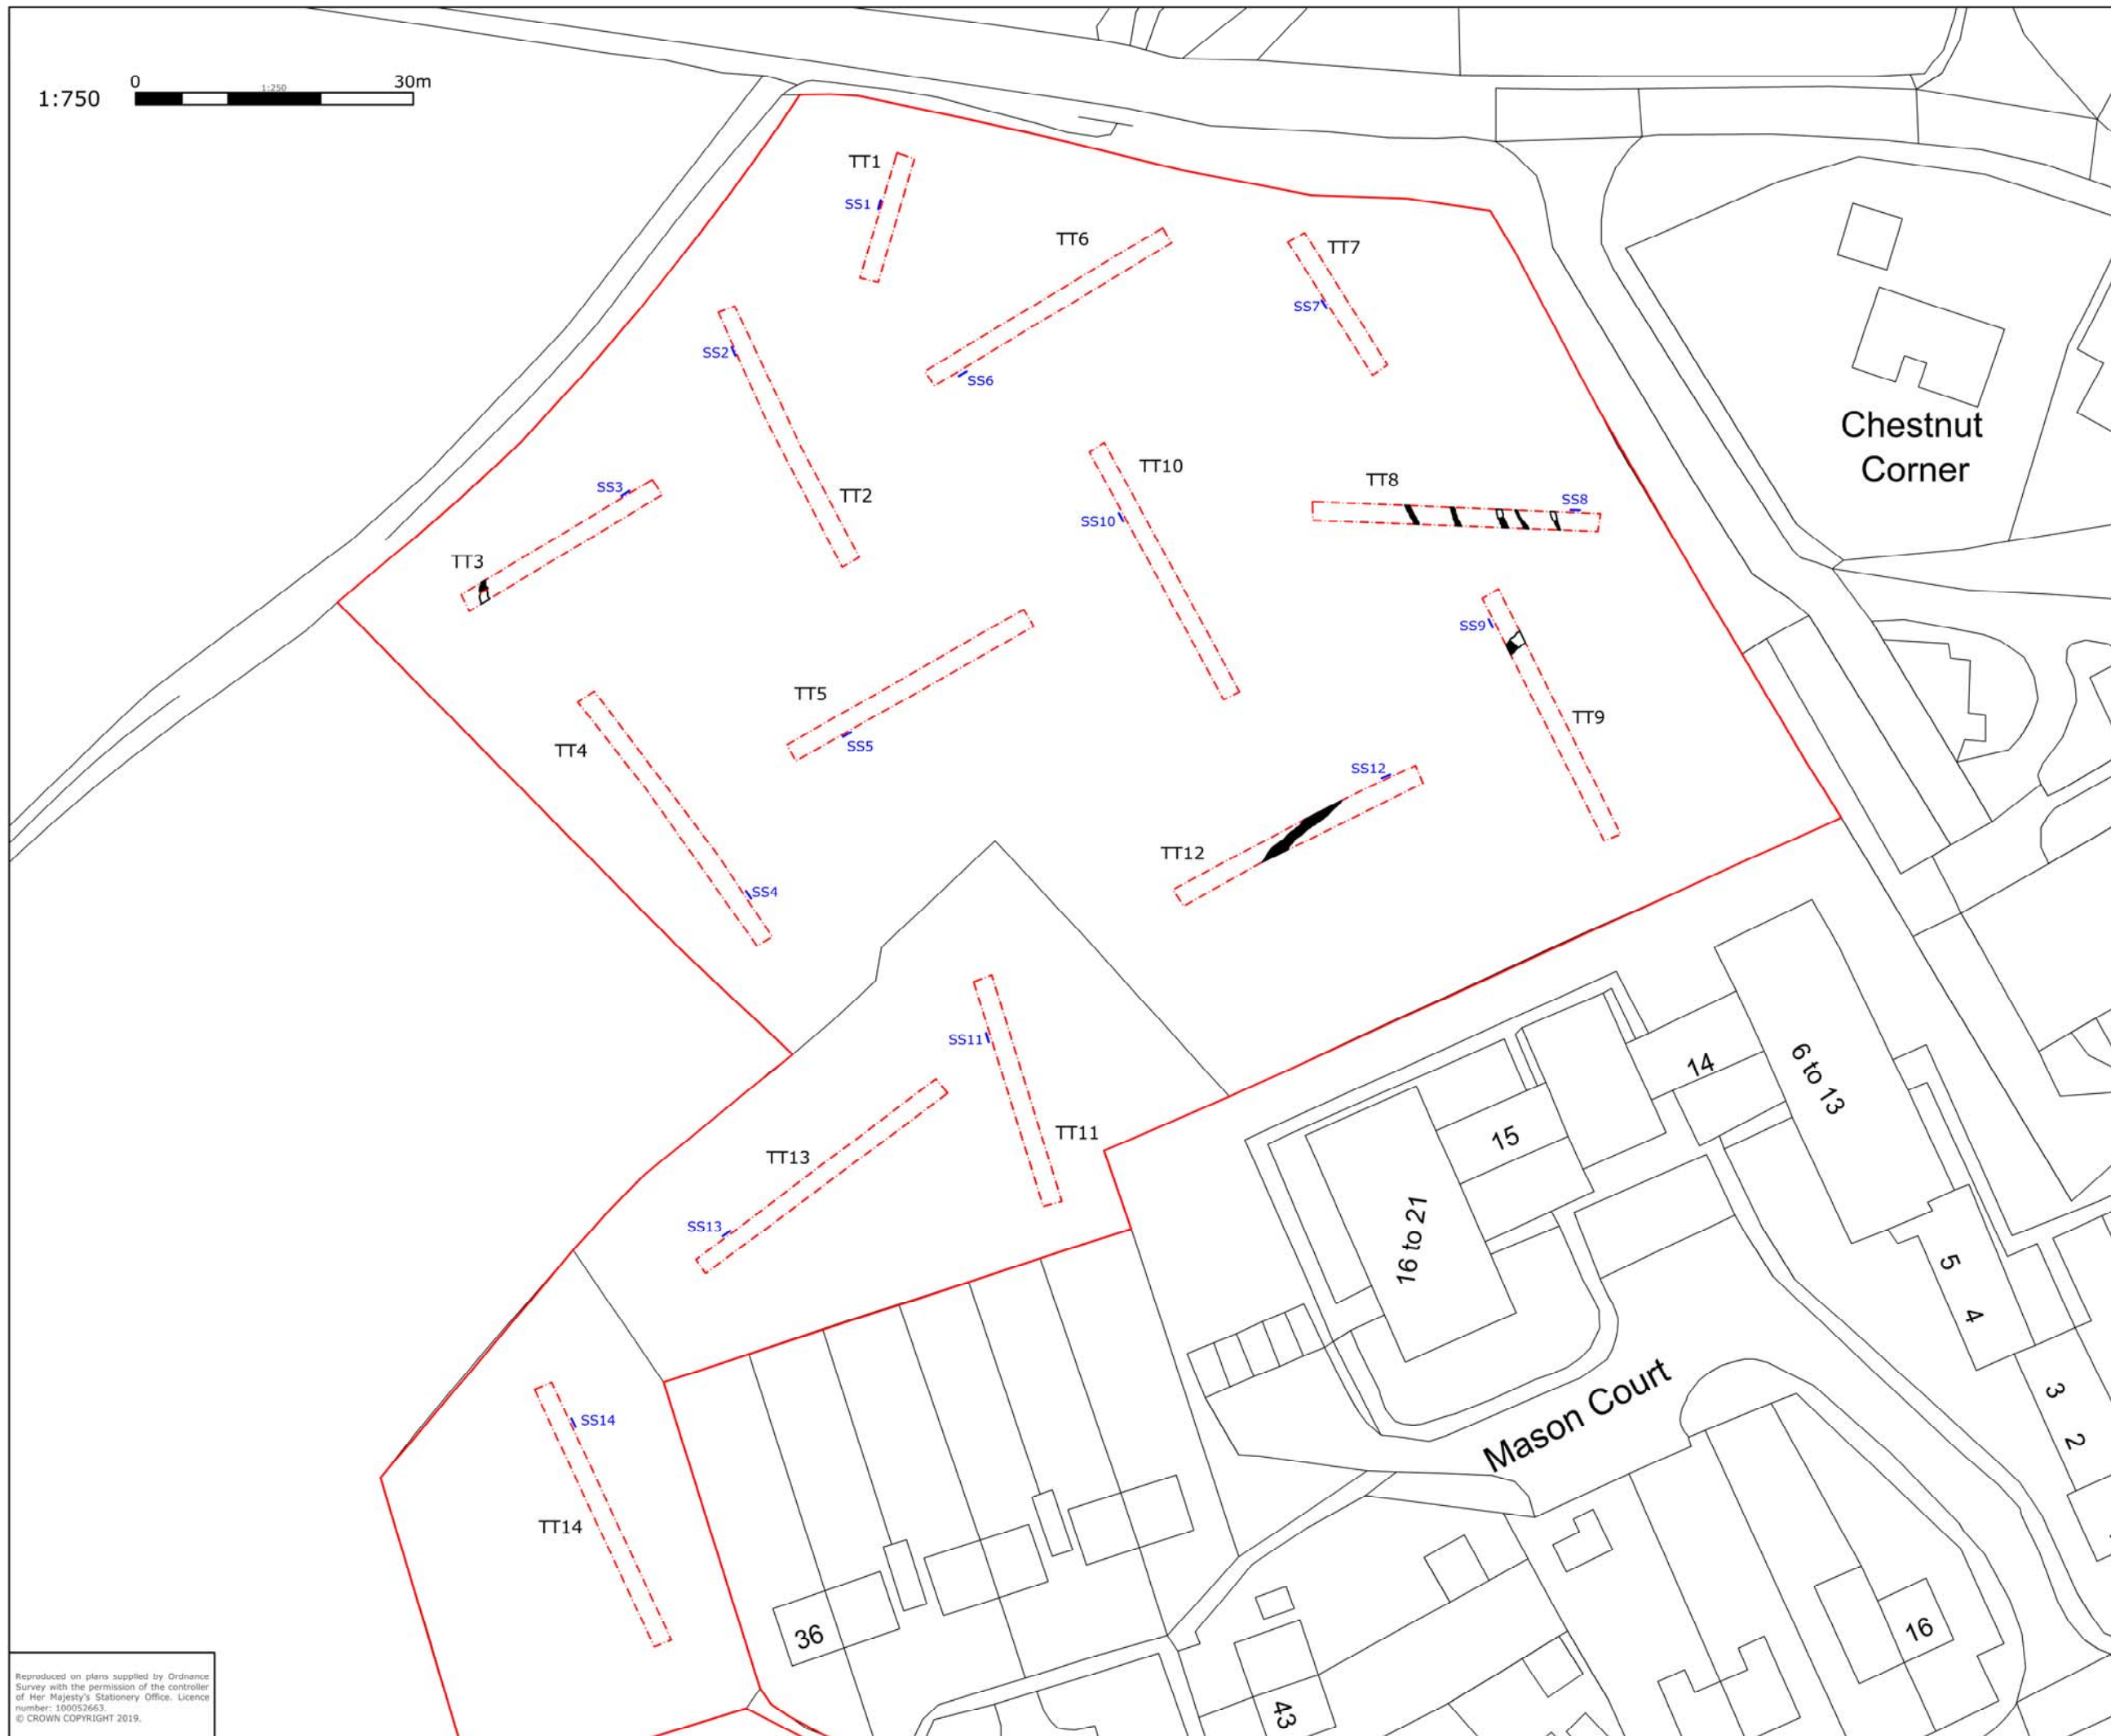 0 30m
1:750 1:250
TT1
SS1
TT6
TT7
SS7
SS2
SS6
Chestnut
Corner
TT10
TT8
SS3
TT2
SS8
SS10
TT3
SS9
TT5
TT9
TT4
SS5
SS12
TT12
SS4
SS11
14
6 to 13
TT11
15
TT13
SS13
16 to 21
5
4
Mason Court
3
SS14
2
TT14
36
16
43
Reproduced on plans supplied by Ordnance
Survey with the permission of the controller
of Her Majesty's Stationery Office. Licence
number: 100052663.
© CROWN COPYRIGHT 2019.